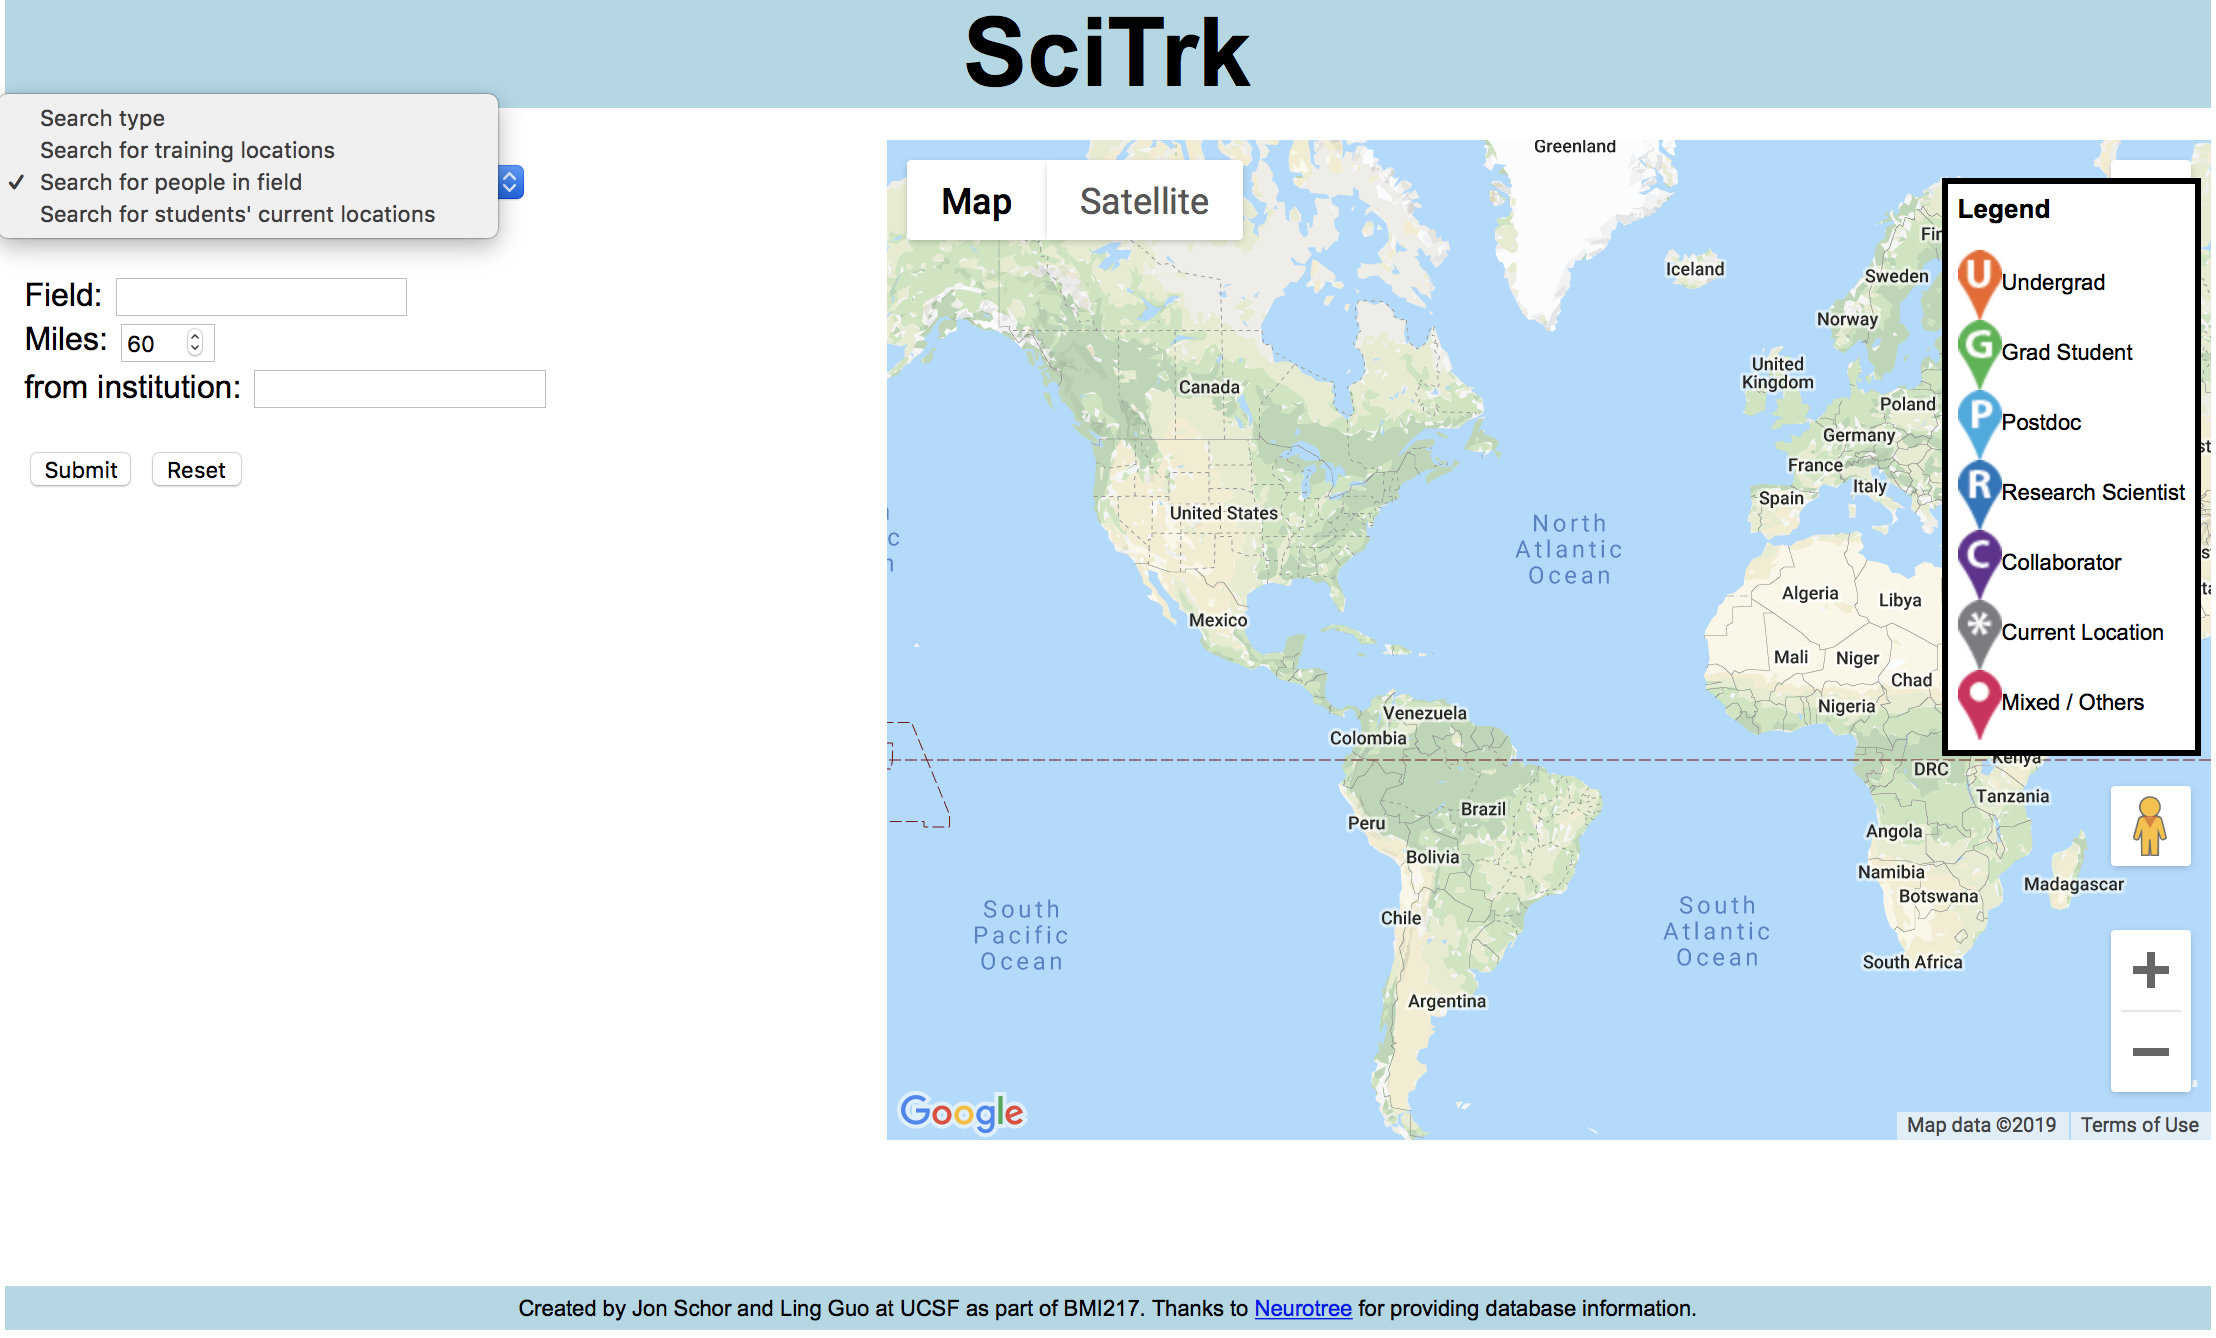 SciTrk
Search type
Search for training locations
✓ Search for people in field
Search for students' current locations
Field:
Miles: 60
from institution:
Submit Reset
Map Satellite
Greenland
Iceland
Sweden
Norway
United
Kingdom
Poland
Germany
France
Italy
Spain
Canada
United States
Mexico
North
Atlantic
Ocean
Algeria
Libya
Mali
Niger
Chad
Nigeria
Venezuela
Colombia
DRC
Kenya
Tanzania
Brazil
Peru
Angola
Bolivia
Namibia
Madagascar
Botswana
Chile
South
Pacific
Ocean
South
Atlantic
Ocean
South Africa
Argentina
Legend
U Undergrad
G Grad Student
P Postdoc
R Research Scientist
C Collaborator
* Current Location
Mixed / Others
+
−
Google
Map data ©2019 Terms of Use
Created by Jon Schor and Ling Guo at UCSF as part of BMI217. Thanks to Neurotree for providing database information.